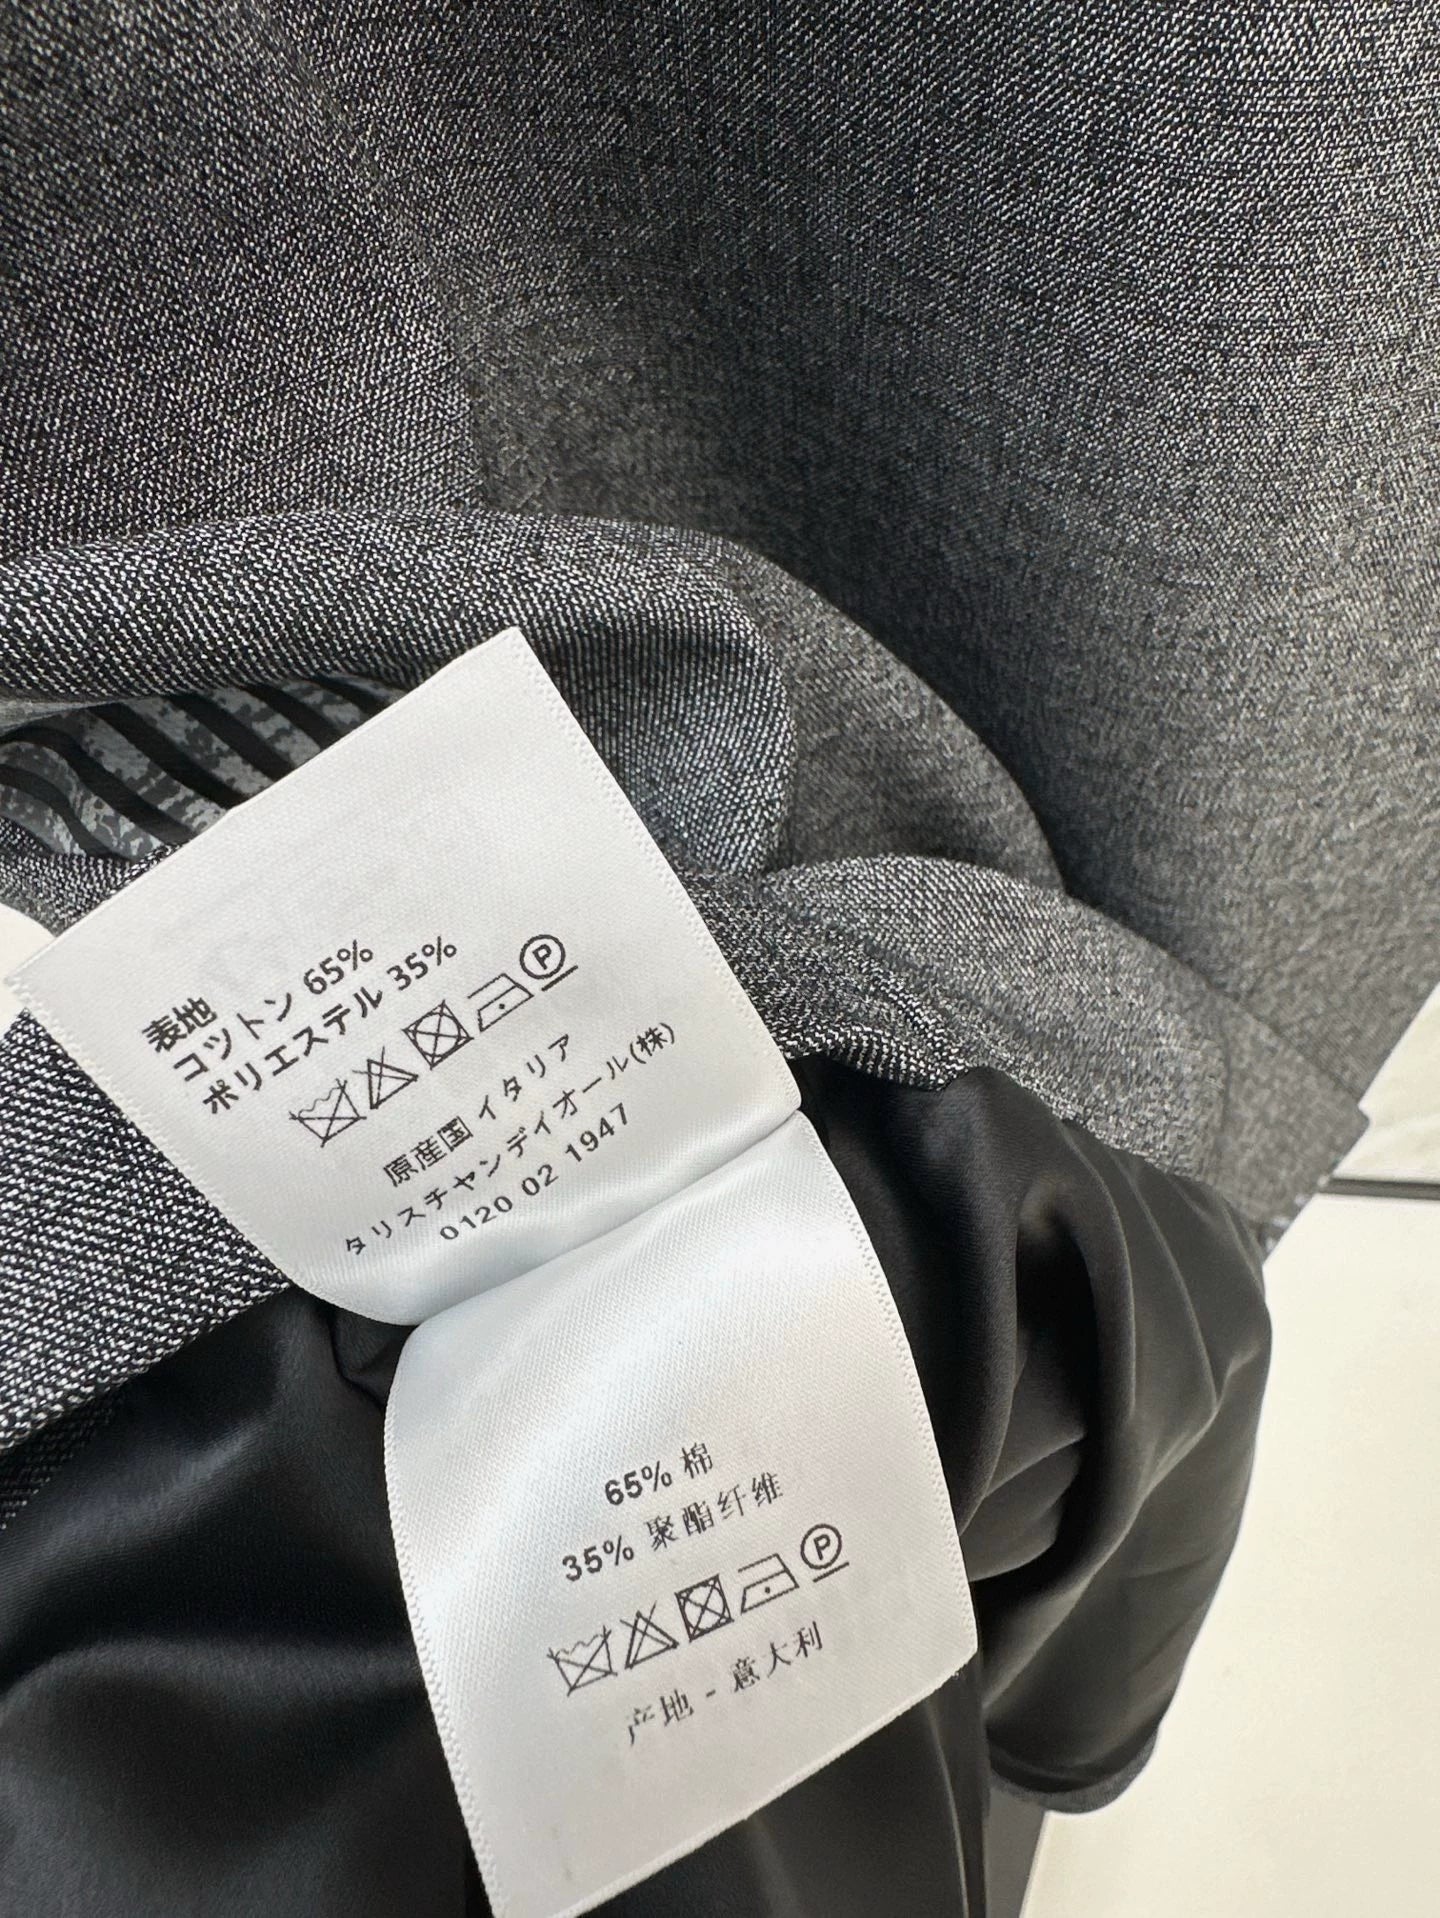 表地
コットン 65%
ポリエステル 35%
P
原産国 イタリア
タリスチャンディオール(株)
0120 02 1947
65% 棉
35% 聚酯纤维
P
产地 - 意大利